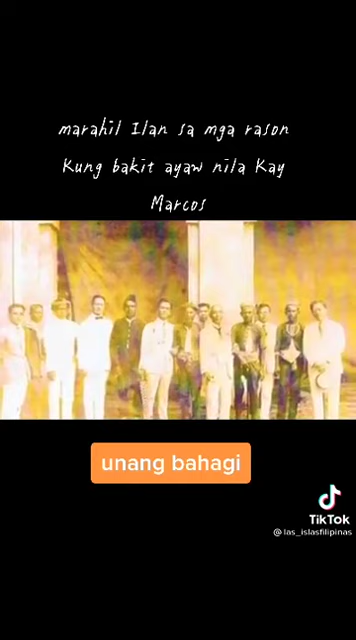 marahil Ilan sa mga rason
Kung bakit ayaw nila Kay
Marcos
unang bahagi
TikTok
@las_islasfilipinas